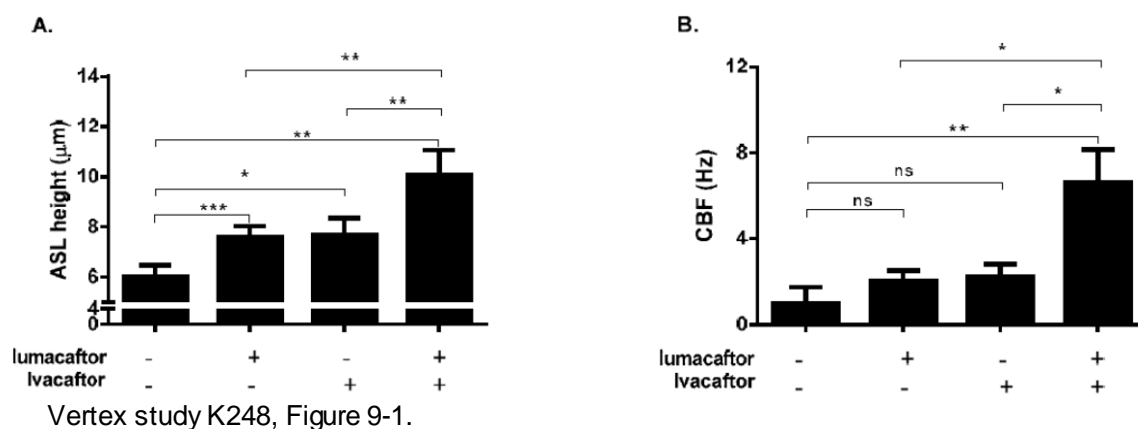 A.
ASL height (μm)
14
12
10
8
6
4
0
**
**
**
*
***
lumacaftor - + - +
Ivacaftor - - + +
B.
CBF (Hz)
12
8
4
0
*
*
**
ns
ns
lumacaftor - + - +
Ivacaftor - - + +
Vertex study K248, Figure 9-1.